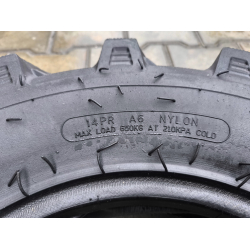 14PR A6 NYLON
MAX LOAD 650KG AT 210KPA COLD